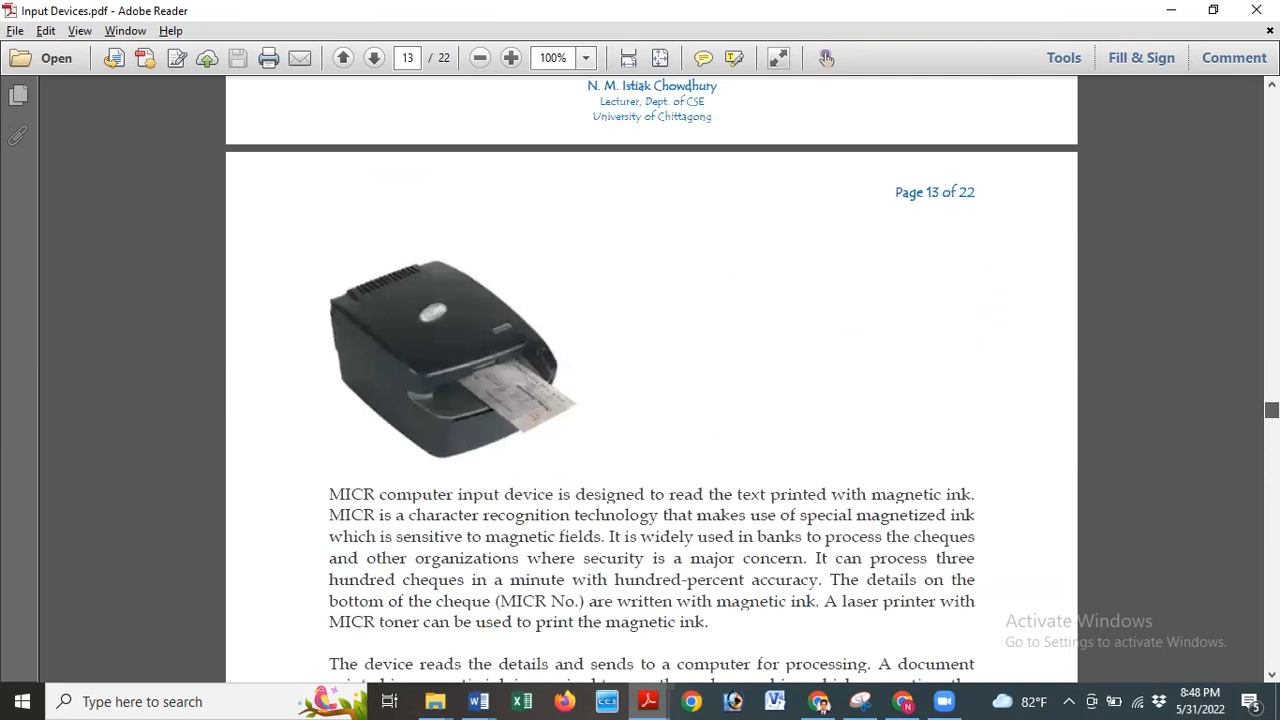 Input Devices.pdf - Adobe Reader
File Edit View Window Help
Open 13 / 22 100% Tools Fill & Sign Comment
N. M. Istiak Chowdhury
Lecturer, Dept. of CSE
University of Chittagong
Page 13 of 22
MICR computer input device is designed to read the text printed with magnetic ink.
MICR is a character recognition technology that makes use of special magnetized ink
which is sensitive to magnetic fields. It is widely used in banks to process the cheques
and other organizations where security is a major concern. It can process three
hundred cheques in a minute with hundred-percent accuracy. The details on the
bottom of the cheque (MICR No.) are written with magnetic ink. A laser printer with
MICR toner can be used to print the magnetic ink.
The device reads the details and sends to a computer for processing. A document
Activate Windows
Go to Settings to activate Windows.
Type here to search
82°F
8:48 PM
5/31/2022
5